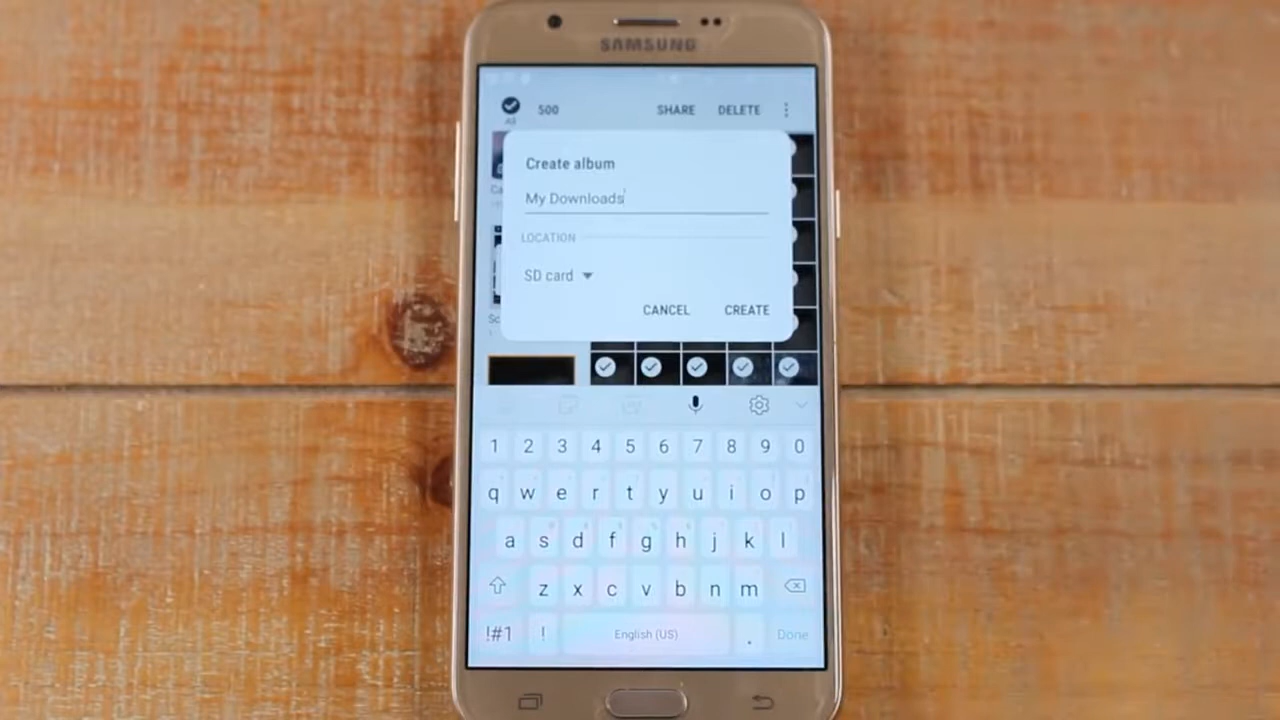 SAMSUNG
500 SHARE DELETE
All
Create album
My Downloads
LOCATION
SD card
CANCEL CREATE
1 2 3 4 5 6 7 8 9 0
q w e r t y u i o p
a s d f g h j k l
z x c v b n m
!#1 ! English (US) . Done